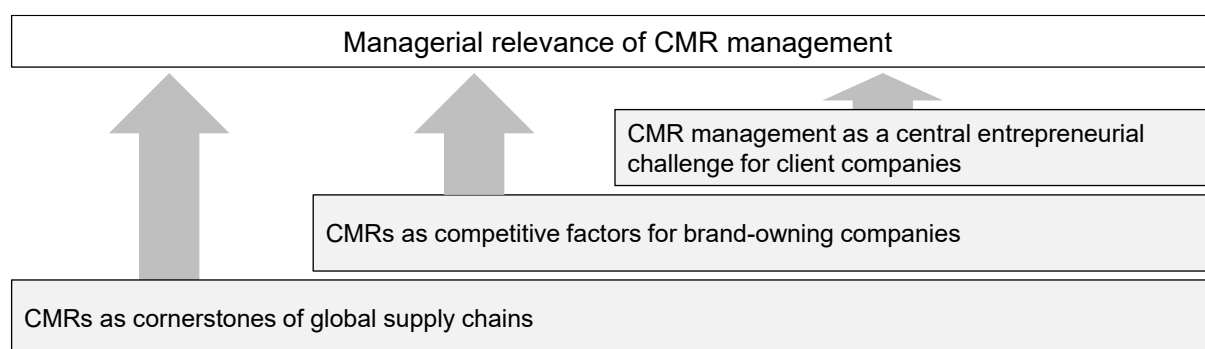 Managerial relevance of CMR management
CMR management as a central entrepreneurial
challenge for client companies
CMRs as competitive factors for brand-owning companies
CMRs as cornerstones of global supply chains